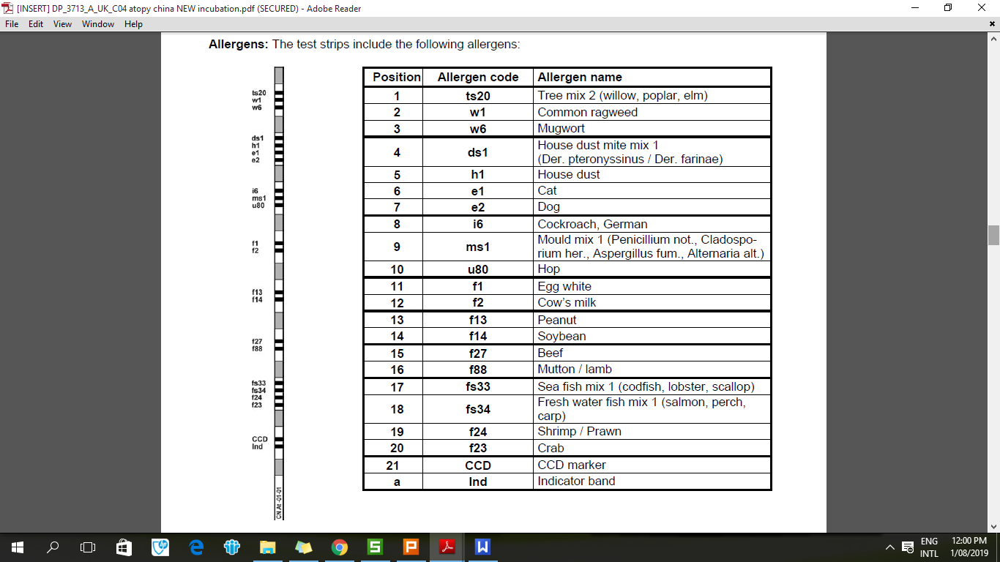 [INSERT] DP_3713_A_UK_C04 atopy china NEW incubation.pdf (SECURED) - Adobe Reader
File Edit View Window Help
Allergens: The test strips include the following allergens:
ts20
w1
w6
ds1
h1
e1
e2
i6
ms1
u80
f1
f2
f13
f14
f27
f88
fs33
fs34
f24
f23
CCD
Ind
CN At -01-01
Position Allergen code Allergen name
1 ts20 Tree mix 2 (willow, poplar, elm)
2 w1 Common ragweed
3 w6 Mugwort
4 ds1 House dust mite mix 1
(Der. pteronyssinus / Der. farinae)
5 h1 House dust
6 e1 Cat
7 e2 Dog
8 i6 Cockroach, German
9 ms1 Mould mix 1 (Penicillium not., Cladospo-
rium her., Aspergillus fum., Alternaria alt.)
10 u80 Hop
11 f1 Egg white
12 f2 Cow's milk
13 f13 Peanut
14 f14 Soybean
15 f27 Beef
16 f88 Mutton / lamb
17 fs33 Sea fish mix 1 (codfish, lobster, scallop)
18 fs34 Fresh water fish mix 1 (salmon, perch,
carp)
19 f24 Shrimp / Prawn
20 f23 Crab
21 CCD CCD marker
a Ind Indicator band
S P W
ENG
INTL
12:00 PM
1/08/2019